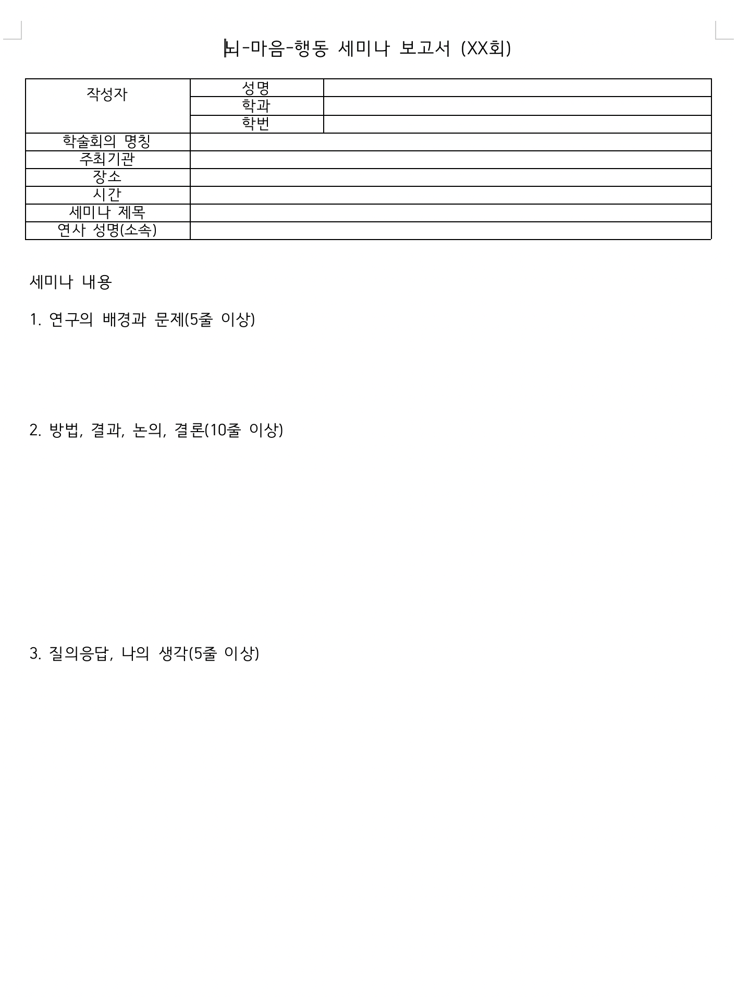 뇌-마음-행동 세미나 보고서 (XX회)
작성자
성명
학과
학번
학술회의 명칭
주최기관
장소
시간
세미나 제목
연사 성명(소속)
세미나 내용
1. 연구의 배경과 문제(5줄 이상)
2. 방법, 결과, 논의, 결론(10줄 이상)
3. 질의응답, 나의 생각(5줄 이상)